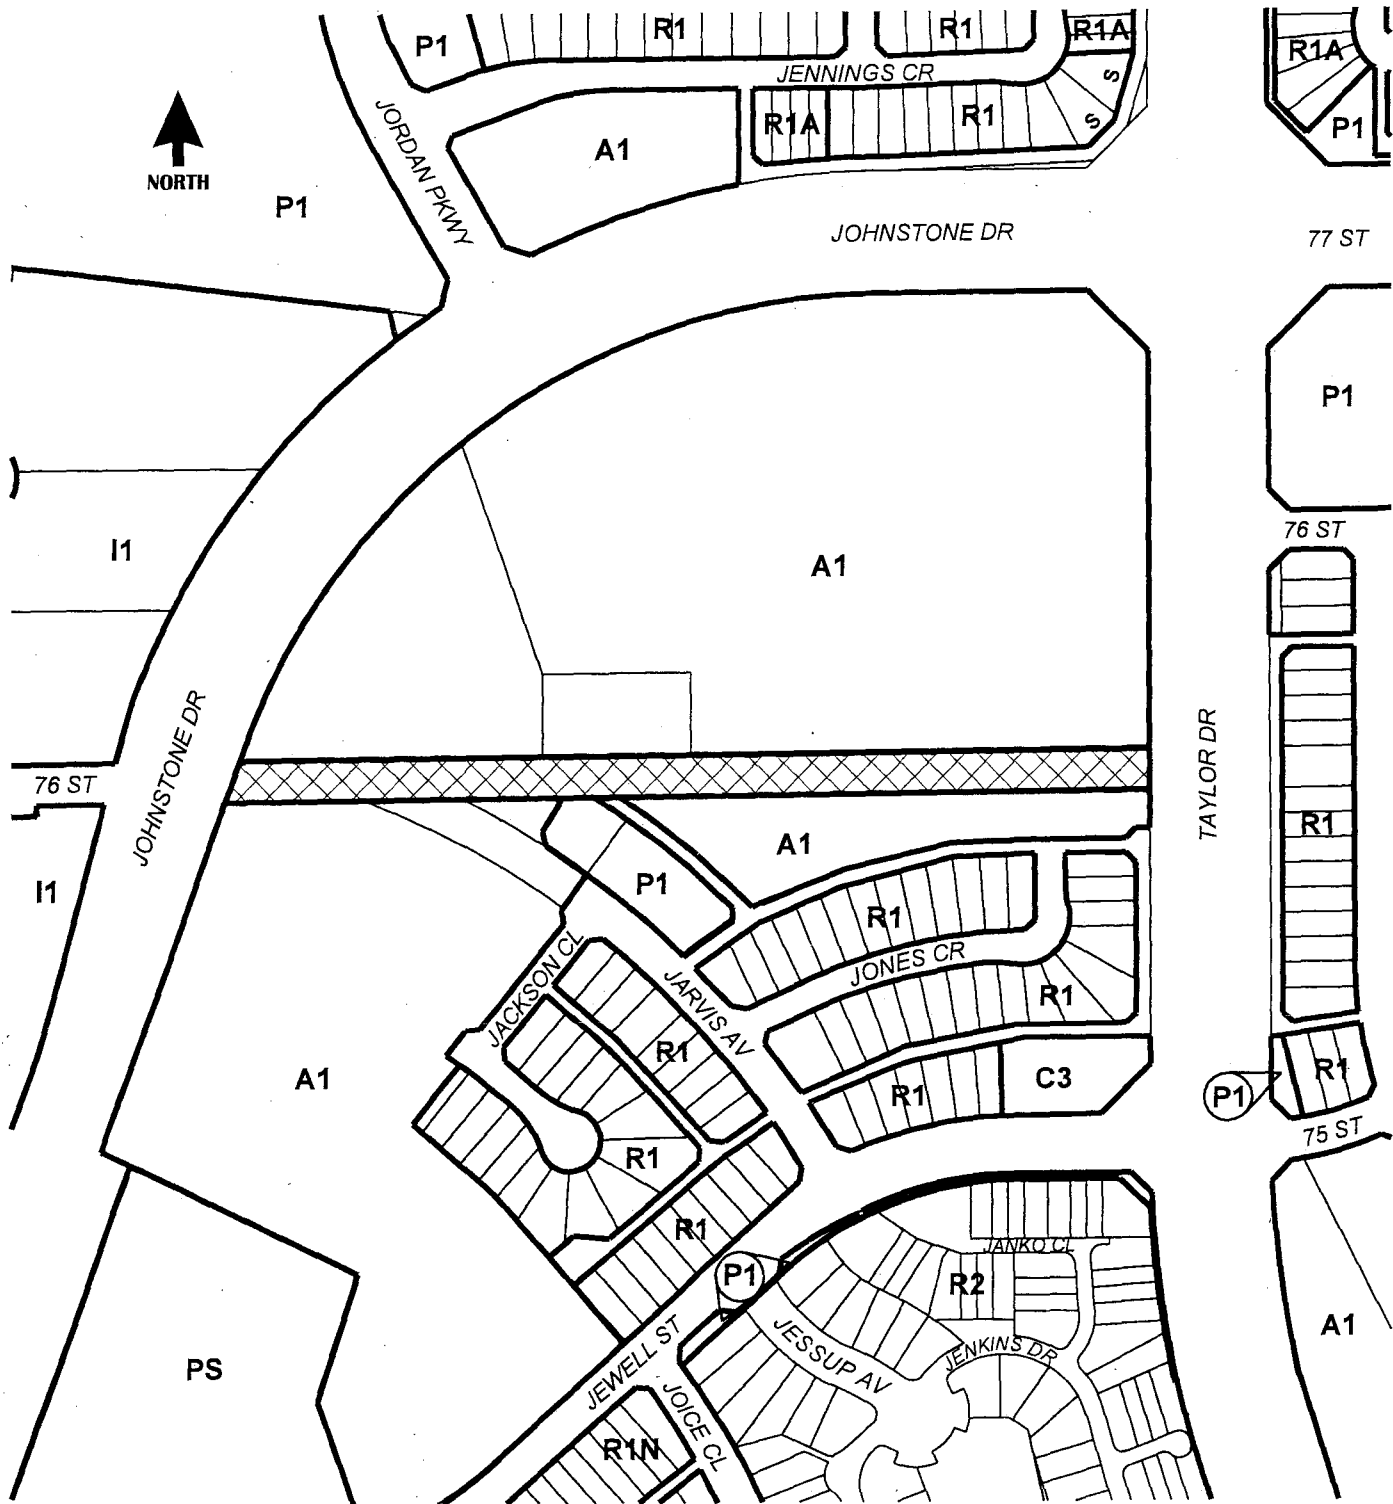 R1
R1
R1A
R1A
P1
JENNINGS CR
S
S
R1A
R1
P1
A1
JORDAN PKWY
NORTH
P1
JOHNSTONE DR
77 ST
P1
76 ST
I1
A1
JOHNSTONE DR
TAYLOR DR
76 ST
R1
A1
P1
I1
R1
JACKSON CL
JARVIS AV
JONES CR
R1
R1
A1
C3
R1
P1
R1
75 ST
R1
R1
P1
JANKO CL
R2
JESSUP AV
JENKINS DR
A1
PS
JEWELL ST
JOICE CL
R1N